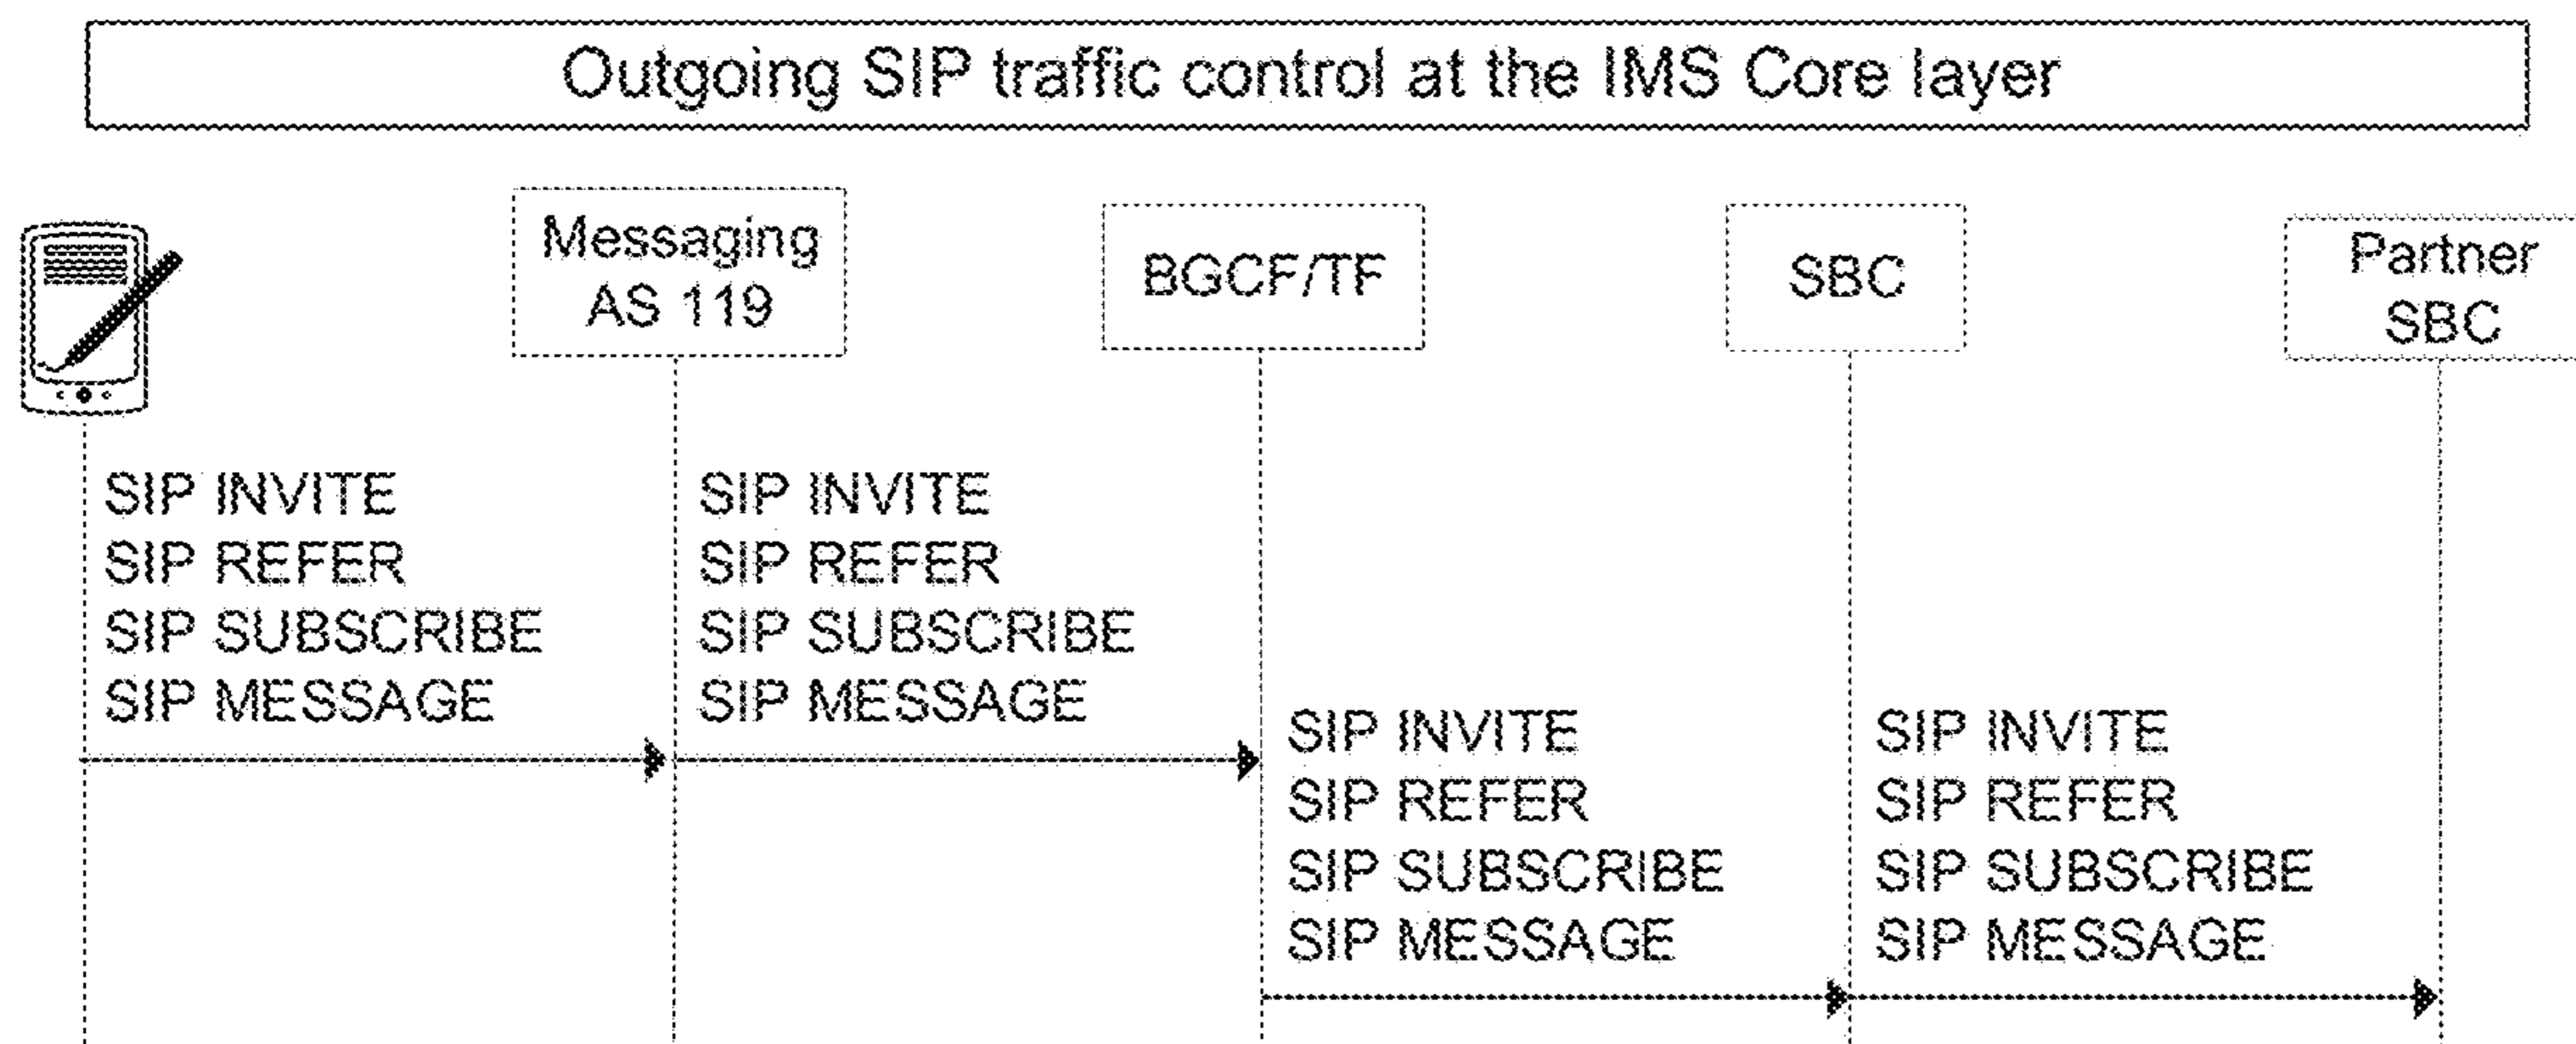 Outgoing SIP traffic control at the IMS Core layer
Messaging
AS 119
BGCF/TF
SBC
Partner
SBC
SIP INVITE
SIP REFER
SIP SUBSCRIBE
SIP MESSAGE
SIP INVITE
SIP REFER
SIP SUBSCRIBE
SIP MESSAGE
SIP INVITE
SIP REFER
SIP SUBSCRIBE
SIP MESSAGE
SIP INVITE
SIP REFER
SIP SUBSCRIBE
SIP MESSAGE